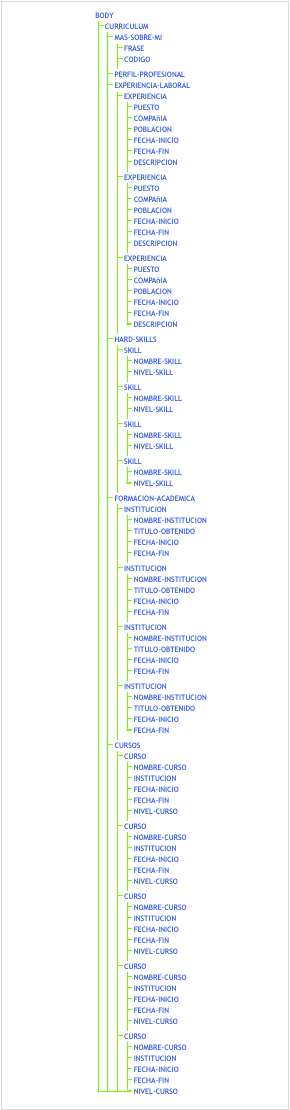 BODY
CURRICULUM
MAS-SOBRE-MI
FRASE
CODIGO
PERFIL-PROFESIONAL
EXPERIENCIA-LABORAL
EXPERIENCIA
PUESTO
COMPAñIA
POBLACION
FECHA-INICIO
FECHA-FIN
DESCRIPCION
EXPERIENCIA
PUESTO
COMPAñIA
POBLACION
FECHA-INICIO
FECHA-FIN
DESCRIPCION
EXPERIENCIA
PUESTO
COMPAñIA
POBLACION
FECHA-INICIO
FECHA-FIN
DESCRIPCION
HARD-SKILLS
SKILL
NOMBRE-SKILL
NIVEL-SKILL
SKILL
NOMBRE-SKILL
NIVEL-SKILL
SKILL
NOMBRE-SKILL
NIVEL-SKILL
SKILL
NOMBRE-SKILL
NIVEL-SKILL
FORMACION-ACADEMICA
INSTITUCION
NOMBRE-INSTITUCION
TITULO-OBTENIDO
FECHA-INICIO
FECHA-FIN
INSTITUCION
NOMBRE-INSTITUCION
TITULO-OBTENIDO
FECHA-INICIO
FECHA-FIN
INSTITUCION
NOMBRE-INSTITUCION
TITULO-OBTENIDO
FECHA-INICIO
FECHA-FIN
INSTITUCION
NOMBRE-INSTITUCION
TITULO-OBTENIDO
FECHA-INICIO
FECHA-FIN
CURSOS
CURSO
NOMBRE-CURSO
INSTITUCION
FECHA-INICIO
FECHA-FIN
NIVEL-CURSO
CURSO
NOMBRE-CURSO
INSTITUCION
FECHA-INICIO
FECHA-FIN
NIVEL-CURSO
CURSO
NOMBRE-CURSO
INSTITUCION
FECHA-INICIO
FECHA-FIN
NIVEL-CURSO
CURSO
NOMBRE-CURSO
INSTITUCION
FECHA-INICIO
FECHA-FIN
NIVEL-CURSO
CURSO
NOMBRE-CURSO
INSTITUCION
FECHA-INICIO
FECHA-FIN
NIVEL-CURSO